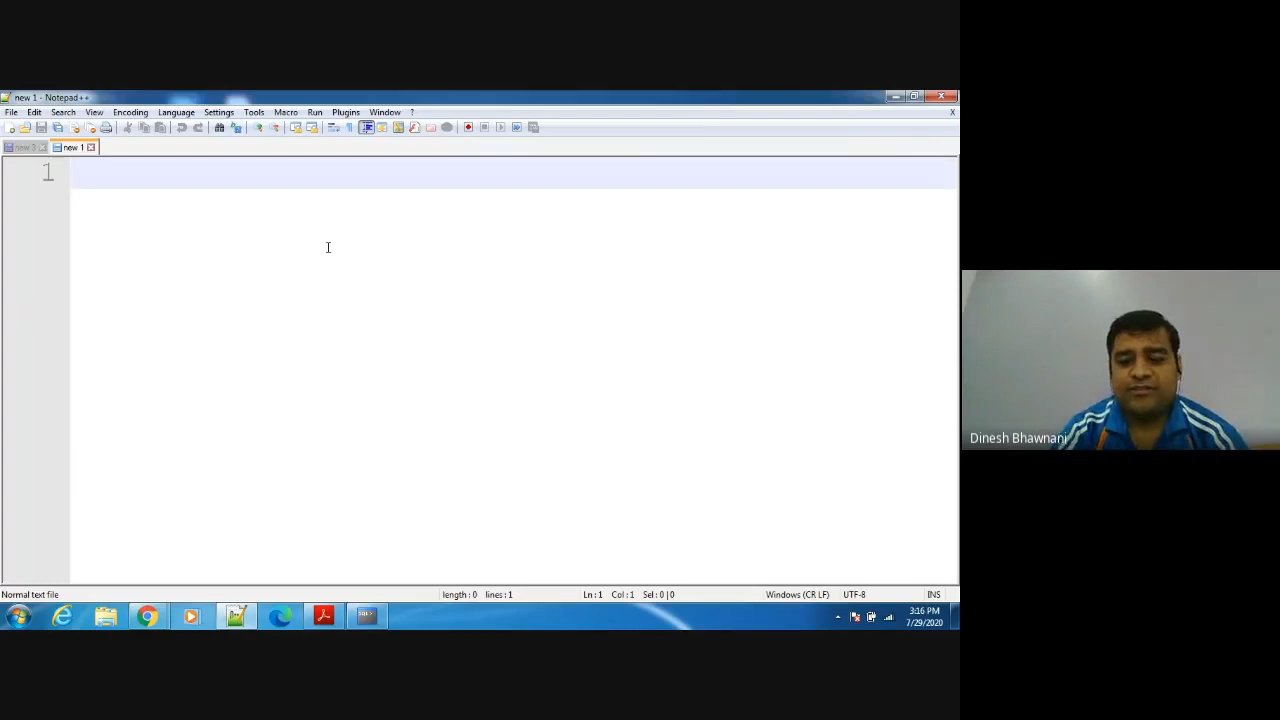 new 1 - Notepad++
File Edit Search View Encoding Language Settings Tools Macro Run Plugins Window ? X
new 3 new 1
1
Dinesh Bhawnani
Normal text file length : 0 lines : 1 Ln : 1 Col : 1 Sel : 0 | 0 Windows (CR LF) UTF-8 INS
3:16 PM
7/29/2020